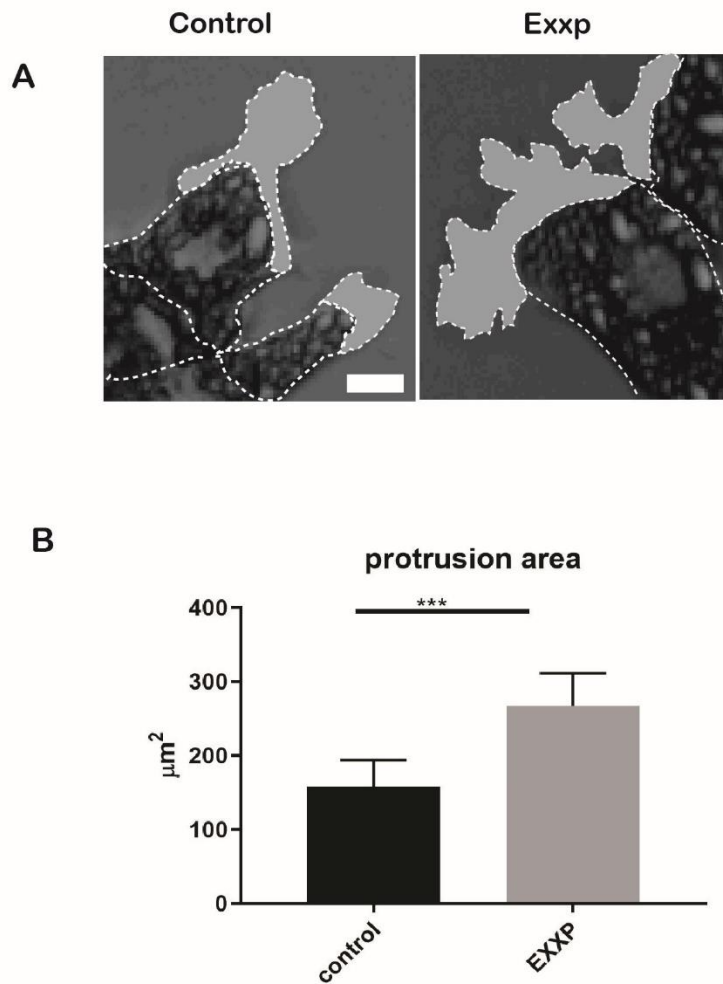 Control Exxp
A
B
protrusion area
400
***
300
200
100
0
μm²
control
EXXP